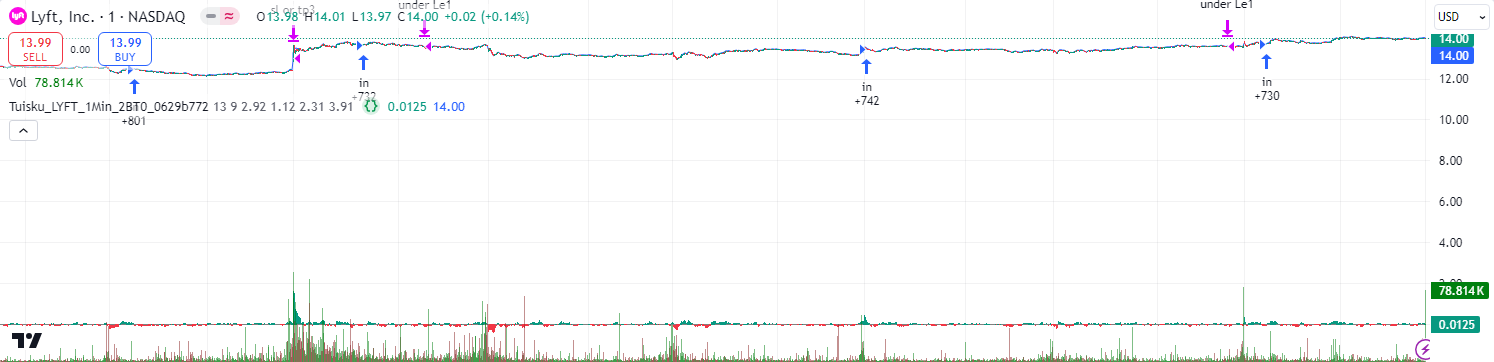 sl or tp3
under Le1
under Le1
Lyft, Inc. · 1 · NASDAQ
O13.98 H14.01 L13.97 C14.00 +0.02 (+0.14%)
USD
13.99
SELL
0.00
13.99
BUY
14.00
14.00
Vol 78.814K
12.00
in
+732
in
+742
in
+730
Tuisku_LYFT_1Min_2BT0_0629b772 13 9 2.92 1.12 2.31 3.91 {} 0.0125 14.00
+801
10.00
8.00
6.00
4.00
78.814K
0.0125